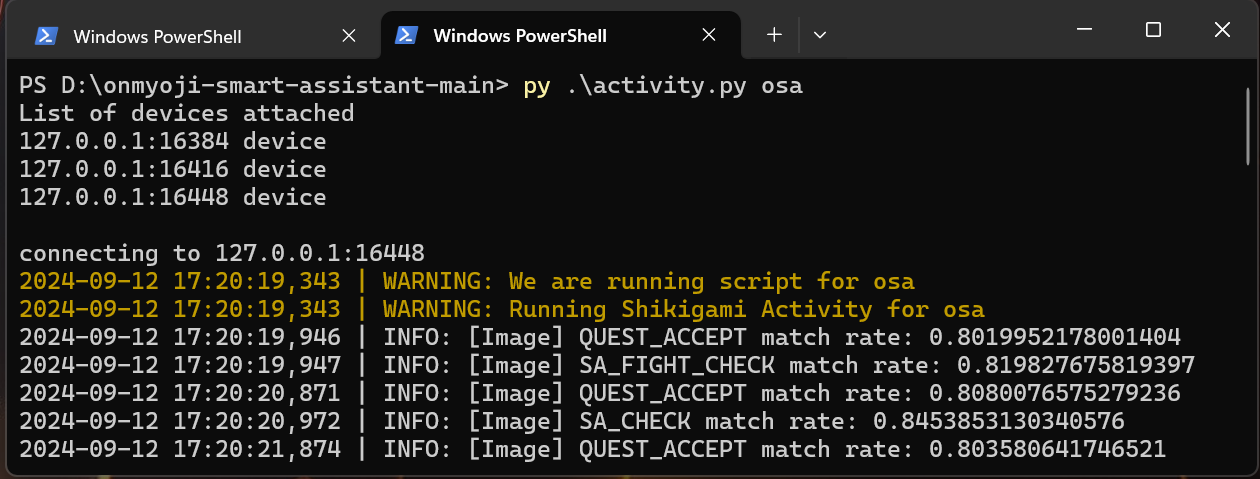 Windows PowerShell Windows PowerShell
PS D:\onmyoji-smart-assistant-main> py .\activity.py osa
List of devices attached
127.0.0.1:16384 device
127.0.0.1:16416 device
127.0.0.1:16448 device
connecting to 127.0.0.1:16448
2024-09-12 17:20:19,343 | WARNING: We are running script for osa
2024-09-12 17:20:19,343 | WARNING: Running Shikigami Activity for osa
2024-09-12 17:20:19,946 | INFO: [Image] QUEST_ACCEPT match rate: 0.8019952178001404
2024-09-12 17:20:19,947 | INFO: [Image] SA_FIGHT_CHECK match rate: 0.819827675819397
2024-09-12 17:20:20,871 | INFO: [Image] QUEST_ACCEPT match rate: 0.8080076575279236
2024-09-12 17:20:20,972 | INFO: [Image] SA_CHECK match rate: 0.8453853130340576
2024-09-12 17:20:21,874 | INFO: [Image] QUEST_ACCEPT match rate: 0.803580641746521